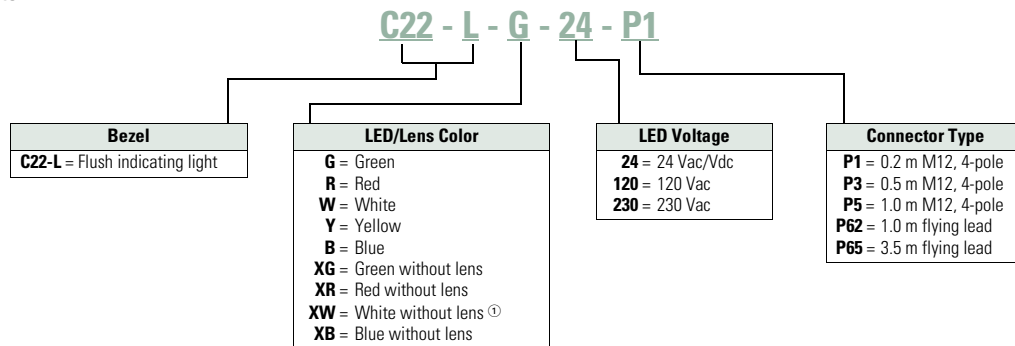 C22 - L - G - 24 - P1
Bezel
C22-L = Flush indicating light
LED/Lens Color
G = Green
R = Red
W = White
Y = Yellow
B = Blue
XG = Green without lens
XR = Red without lens
XW = White without lens ①
XB = Blue without lens
LED Voltage
24 = 24 Vac/Vdc
120 = 120 Vac
230 = 230 Vac
Connector Type
P1 = 0.2 m M12, 4-pole
P3 = 0.5 m M12, 4-pole
P5 = 1.0 m M12, 4-pole
P62 = 1.0 m flying lead
P65 = 3.5 m flying lead